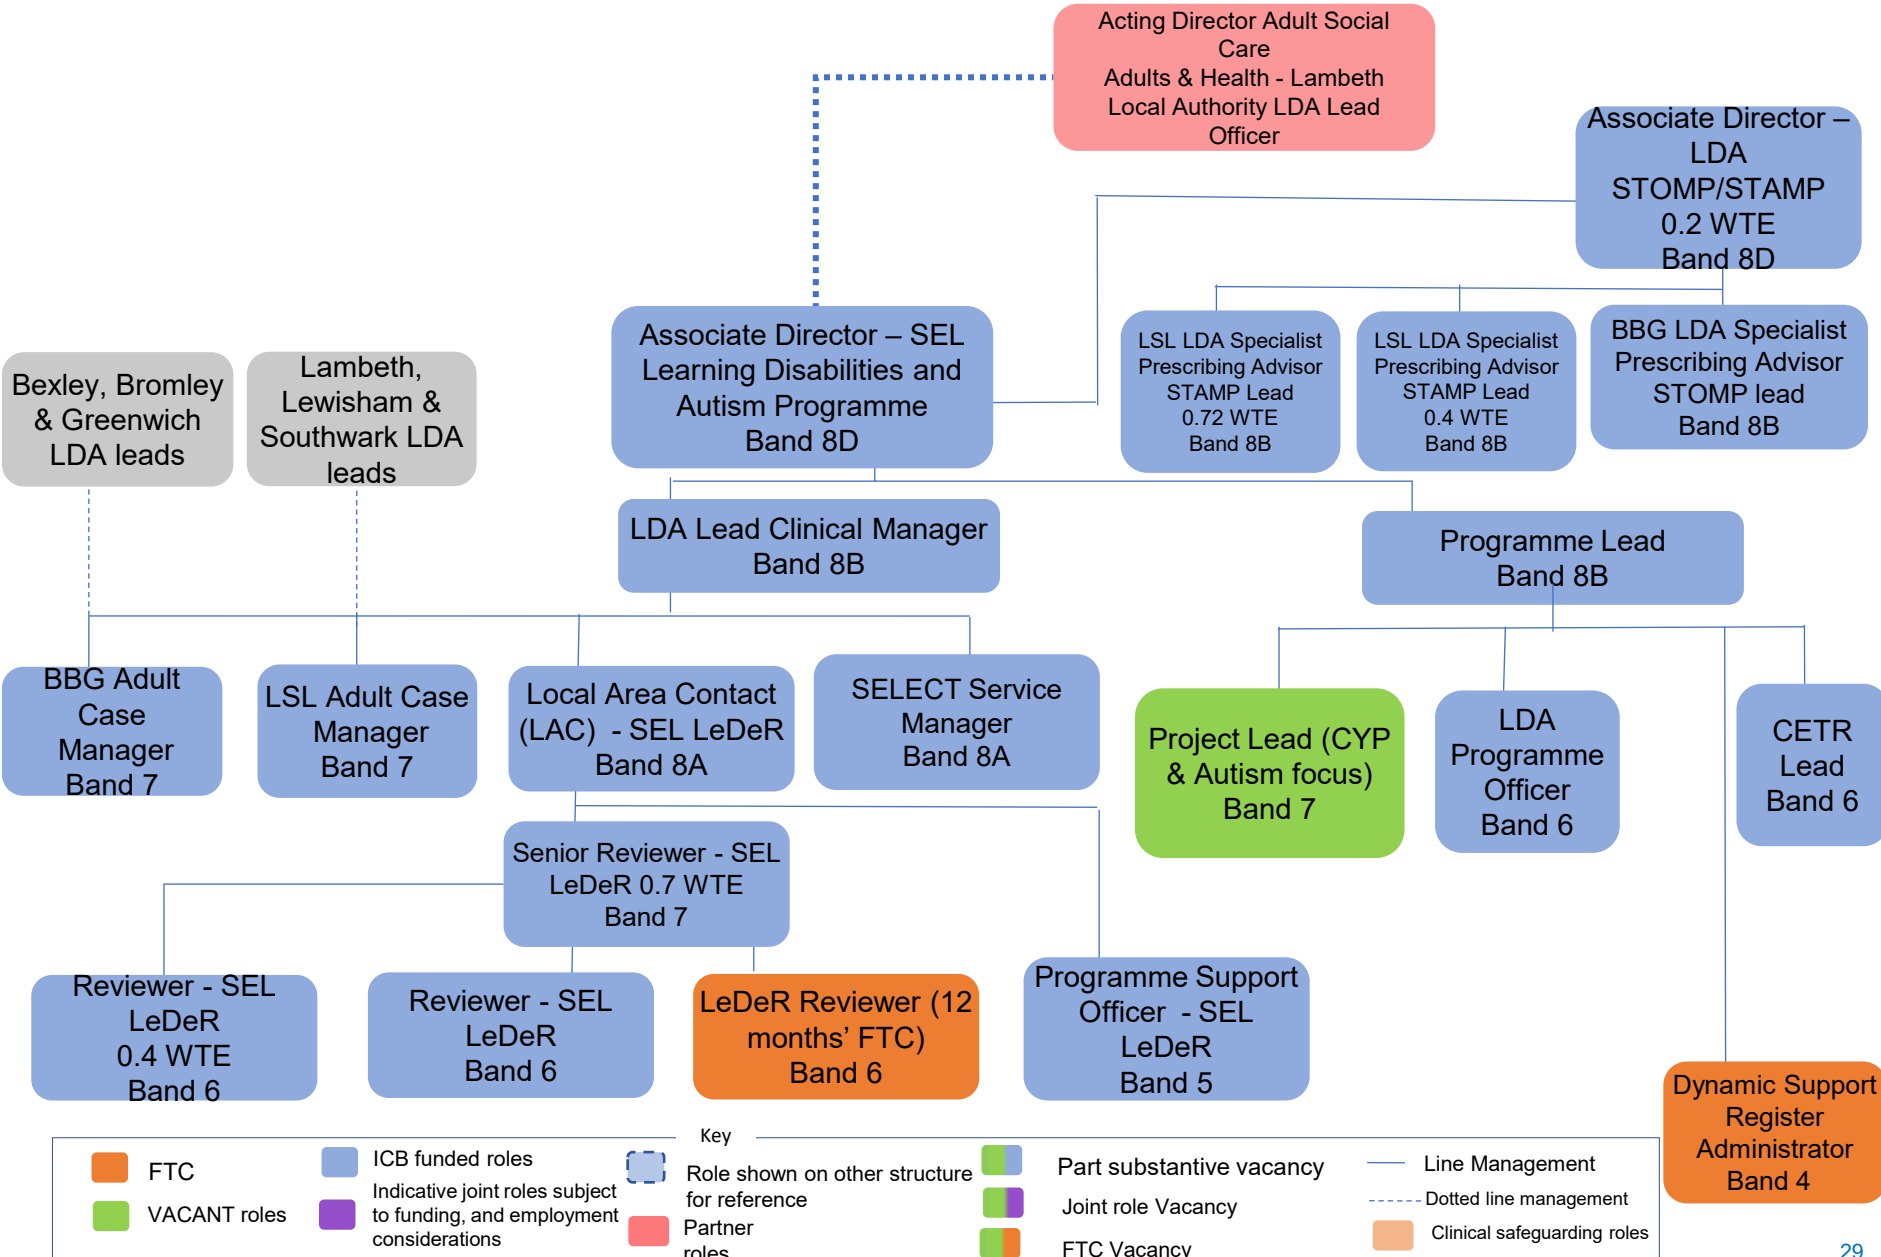 Acting Director Adult Social
Care
Adults & Health - Lambeth
Local Authority LDA Lead
Officer
Associate Director –
LDA
STOMP/STAMP
0.2 WTE
Band 8D
Associate Director – SEL
Learning Disabilities and
Autism Programme
Band 8D
LSL LDA Specialist
Prescribing Advisor
STAMP Lead
0.72 WTE
Band 8B
LSL LDA Specialist
Prescribing Advisor
STAMP Lead
0.4 WTE
Band 8B
BBG LDA Specialist
Prescribing Advisor
STOMP lead
Band 8B
Bexley, Bromley
& Greenwich
LDA leads
Lambeth,
Lewisham &
Southwark LDA
leads
LDA Lead Clinical Manager
Band 8B
Programme Lead
Band 8B
BBG Adult
Case
Manager
Band 7
LSL Adult Case
Manager
Band 7
Local Area Contact
(LAC)  - SEL LeDeR
Band 8A
SELECT Service
Manager
Band 8A
Project Lead (CYP
& Autism focus)
Band 7
LDA
Programme
Officer
Band 6
CETR
Lead
Band 6
Senior Reviewer - SEL
LeDeR 0.7 WTE
Band 7
Reviewer - SEL
LeDeR
0.4 WTE
Band 6
Reviewer - SEL
LeDeR
Band 6
LeDeR Reviewer (12
months’ FTC)
Band 6
Programme Support
Officer  - SEL
LeDeR
Band 5
Dynamic Support
Register
Administrator
Band 4
Key
FTC
VACANT roles
ICB funded roles
Indicative joint roles subject
to funding, and employment
considerations
Role shown on other structure
for reference
Partner
roles
Part substantive vacancy
Joint role Vacancy
FTC Vacancy
Line Management
Dotted line management
Clinical safeguarding roles
29